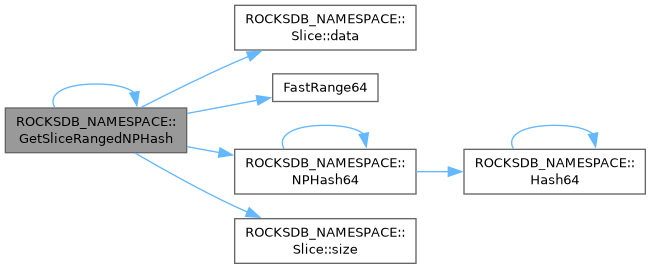 ROCKSDB_NAMESPACE::
GetSliceRangedNPHash
ROCKSDB_NAMESPACE::
Slice::data
FastRange64
ROCKSDB_NAMESPACE::
NPHash64
ROCKSDB_NAMESPACE::
Hash64
ROCKSDB_NAMESPACE::
Slice::size